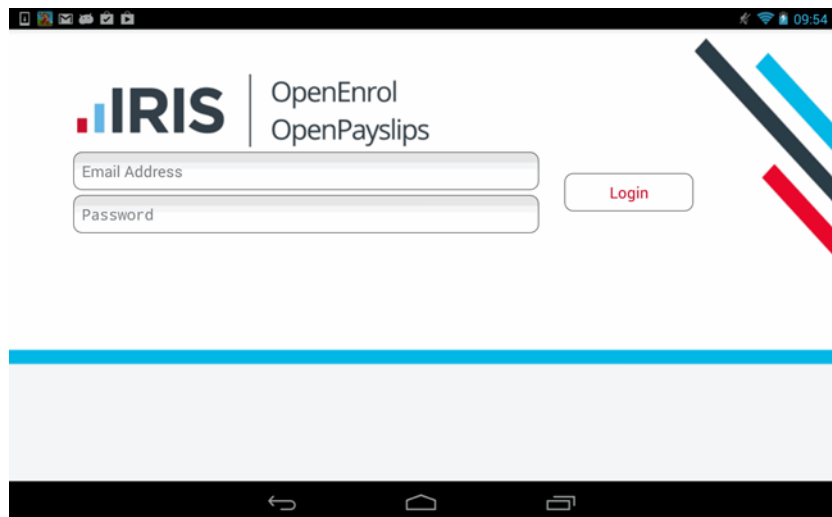 09:54
IRIS
OpenEnrol
OpenPayslips
Email Address
Password
Login